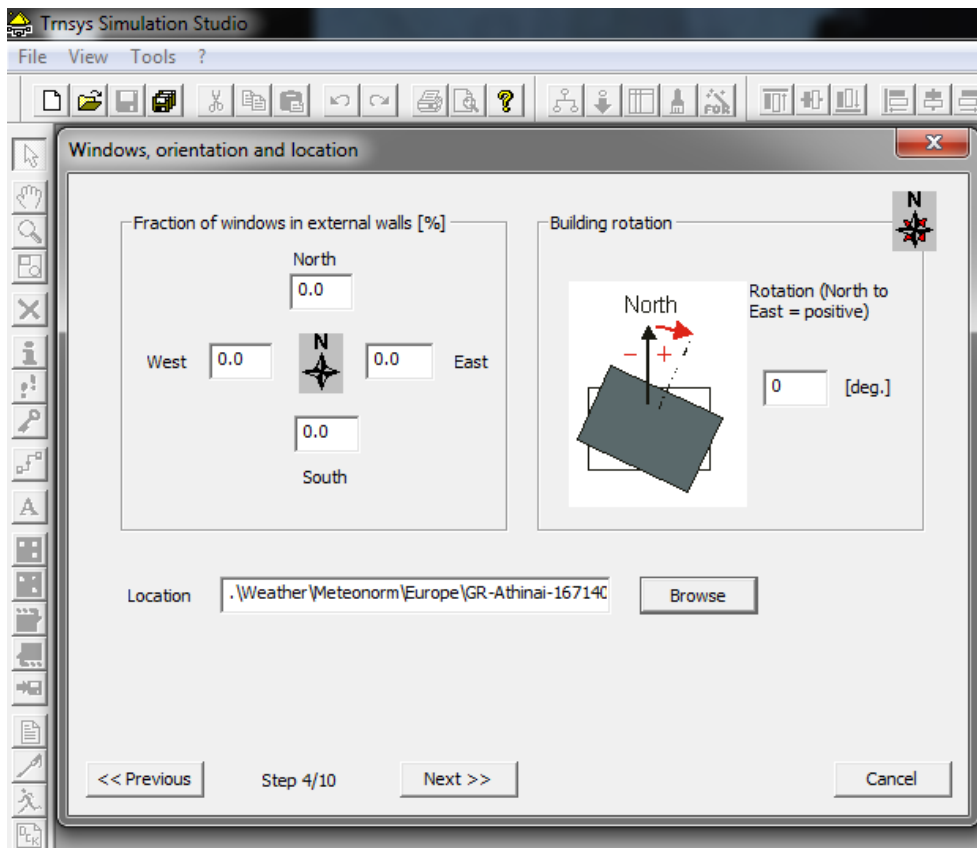 Trnsys Simulation Studio
File View Tools ?
FOR
Windows, orientation and location
X
Fraction of windows in external walls [%]
North
0.0
West 0.0 N 0.0 East
0.0
South
Building rotation
N
North
- +
Rotation (North to
East = positive)
0 [deg.]
Location .\Weather\Meteonorm\Europe\GR-Athinai-167140 Browse
<< Previous Step 4/10 Next >> Cancel
A
DCK